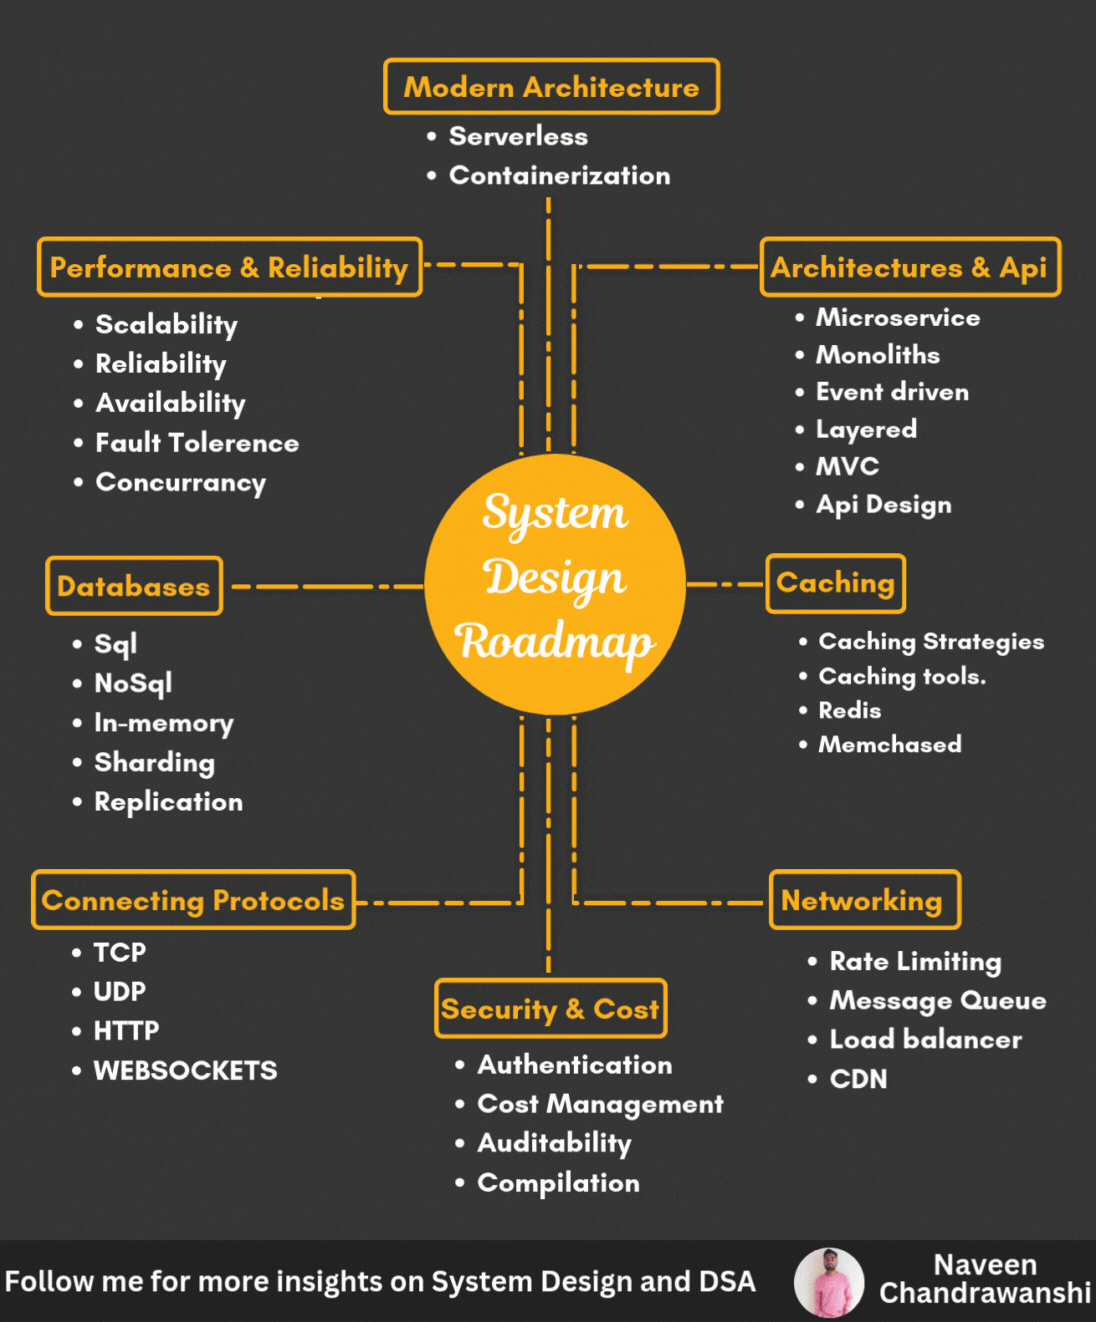 Modern Architecture
• Serverless
• Containerization
Performance & Reliability
• Scalability
• Reliability
• Availability
• Fault Tolerence
• Concurrancy
Architectures & Api
• Microservice
• Monoliths
• Event driven
• Layered
• MVC
• Api Design
System
Design
Roadmap
Databases
• Sql
• NoSql
• In-memory
• Sharding
• Replication
Caching
• Caching Strategies
• Caching tools.
• Redis
• Memchased
Connecting Protocols
• TCP
• UDP
• HTTP
• WEBSOCKETS
Security & Cost
• Authentication
• Cost Management
• Auditability
• Compilation
Networking
• Rate Limiting
• Message Queue
• Load balancer
• CDN
Follow me for more insights on System Design and DSA
Naveen
Chandrawanshi